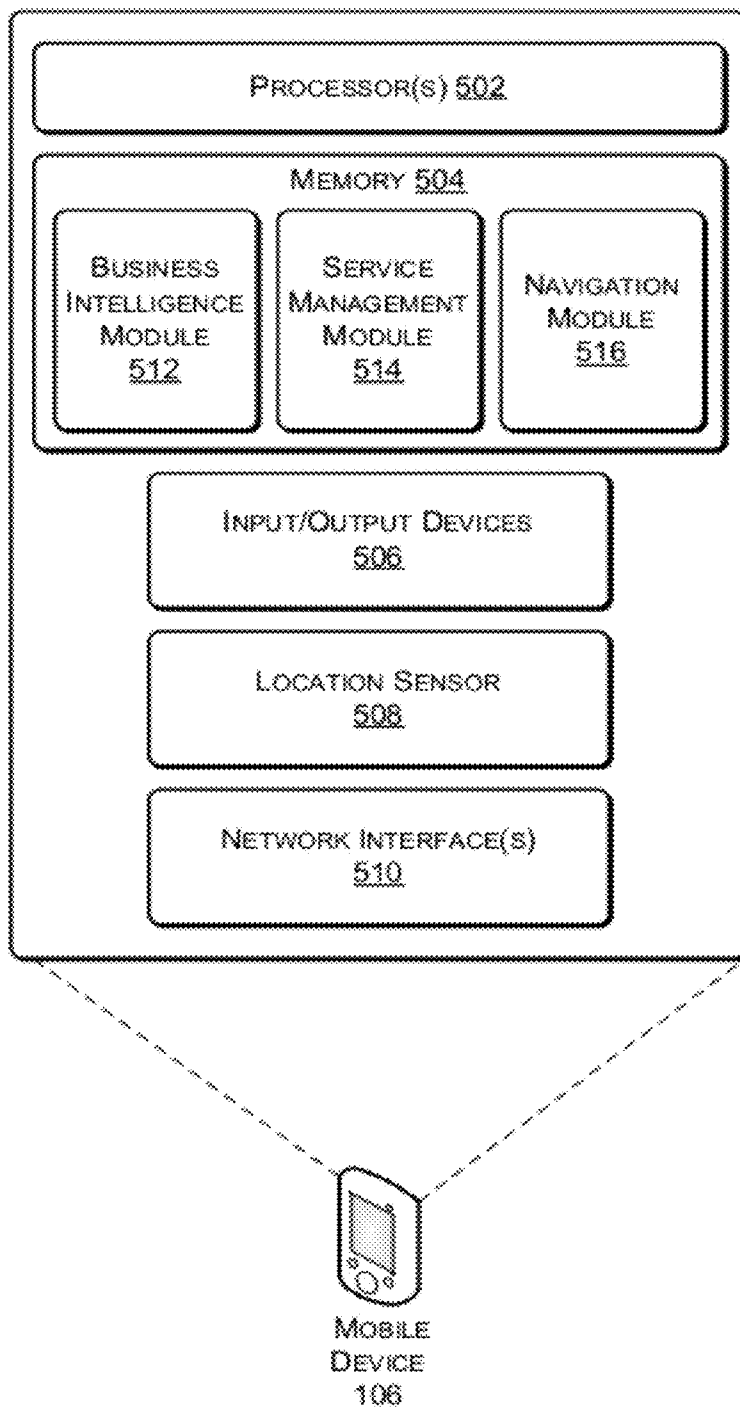 PROCESSOR(S) 502
MEMORY 504
BUSINESS
INTELLIGENCE
MODULE
512
SERVICE
MANAGEMENT
MODULE
514
NAVIGATION
MODULE
516
INPUT/OUTPUT DEVICES
506
LOCATION SENSOR
508
NETWORK INTERFACE(S)
510
MOBILE
DEVICE
106